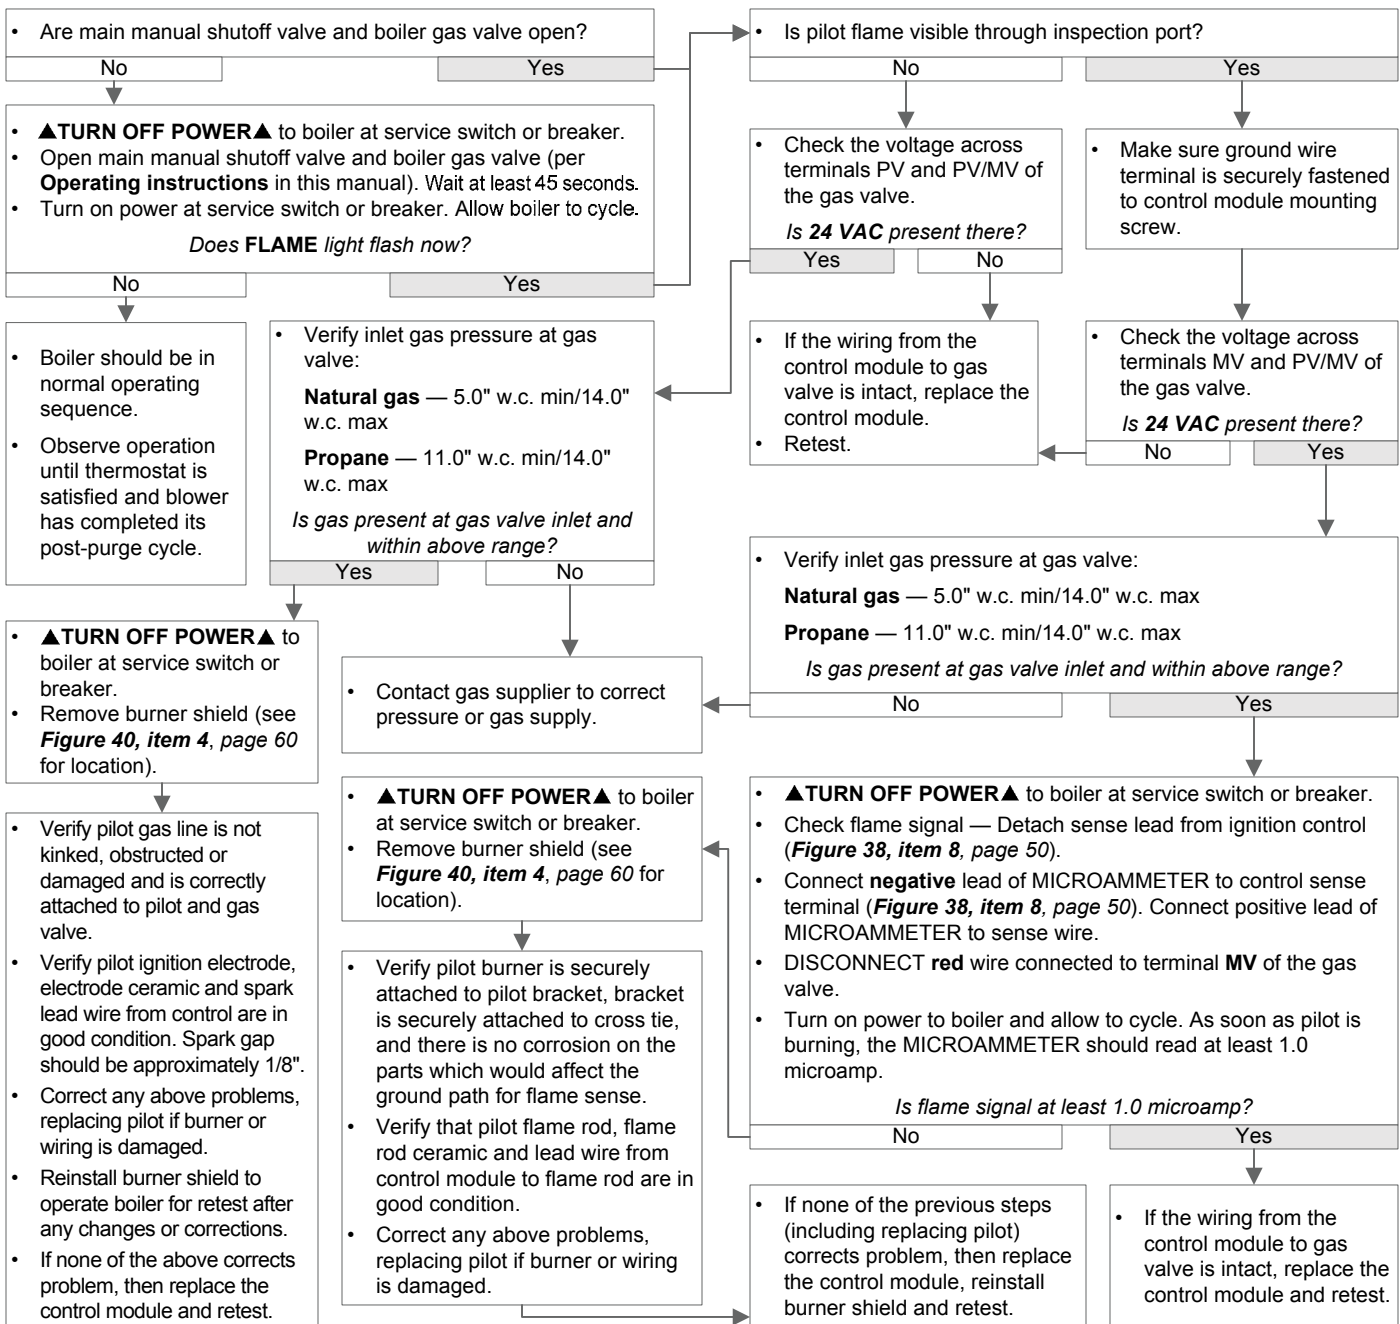 • Are main manual shutoff valve and boiler gas valve open?
No
Yes
• ▲TURN OFF POWER▲ to boiler at service switch or breaker.
• Open main manual shutoff valve and boiler gas valve (per
Operating instructions in this manual). Wait at least 45 seconds.
• Turn on power at service switch or breaker. Allow boiler to cycle.
Does FLAME light flash now?
No
Yes
• Boiler should be in
normal operating
sequence.
• Observe operation
until thermostat is
satisfied and blower
has completed its
post-purge cycle.
• Verify inlet gas pressure at gas
valve:
Natural gas — 5.0" w.c. min/14.0"
w.c. max
Propane — 11.0" w.c. min/14.0"
w.c. max
Is gas present at gas valve inlet and
within above range?
Yes
No
• ▲TURN OFF POWER▲ to
boiler at service switch or
breaker.
• Remove burner shield (see
Figure 40, item 4, page 60
for location).
• Verify pilot gas line is not
kinked, obstructed or
damaged and is correctly
attached to pilot and gas
valve.
• Verify pilot ignition electrode,
electrode ceramic and spark
lead wire from control are in
good condition. Spark gap
should be approximately 1/8".
• Correct any above problems,
replacing pilot if burner or
wiring is damaged.
• Reinstall burner shield to
operate boiler for retest after
any changes or corrections.
• If none of the above corrects
problem, then replace the
control module and retest.
• Contact gas supplier to correct
pressure or gas supply.
• ▲TURN OFF POWER▲ to boiler
at service switch or breaker.
• Remove burner shield (see
Figure 40, item 4, page 60 for
location).
• Verify pilot burner is securely
attached to pilot bracket, bracket
is securely attached to cross tie,
and there is no corrosion on the
parts which would affect the
ground path for flame sense.
• Verify that pilot flame rod, flame
rod ceramic and lead wire from
control module to flame rod are in
good condition.
• Correct any above problems,
replacing pilot if burner or wiring
is damaged.
• Is pilot flame visible through inspection port?
No
Yes
• Check the voltage across
terminals PV and PV/MV of
the gas valve.
Is 24 VAC present there?
Yes
No
• If the wiring from the
control module to gas
valve is intact, replace the
control module.
• Retest.
• Make sure ground wire
terminal is securely fastened
to control module mounting
screw.
• Check the voltage across
terminals MV and PV/MV of
the gas valve.
Is 24 VAC present there?
No
Yes
• Verify inlet gas pressure at gas valve:
Natural gas — 5.0" w.c. min/14.0" w.c. max
Propane — 11.0" w.c. min/14.0" w.c. max
Is gas present at gas valve inlet and within above range?
No
Yes
• ▲TURN OFF POWER▲ to boiler at service switch or breaker.
• Check flame signal — Detach sense lead from ignition control
(Figure 38, item 8, page 50).
• Connect negative lead of MICROAMMETER to control sense
terminal (Figure 38, item 8, page 50). Connect positive lead of
MICROAMMETER to sense wire.
• DISCONNECT red wire connected to terminal MV of the gas
valve.
• Turn on power to boiler and allow to cycle. As soon as pilot is
burning, the MICROAMMETER should read at least 1.0
microamp.
Is flame signal at least 1.0 microamp?
No
Yes
• If none of the previous steps
(including replacing pilot)
corrects problem, then replace
the control module, reinstall
burner shield and retest.
• If the wiring from the
control module to gas
valve is intact, replace the
control module and retest.